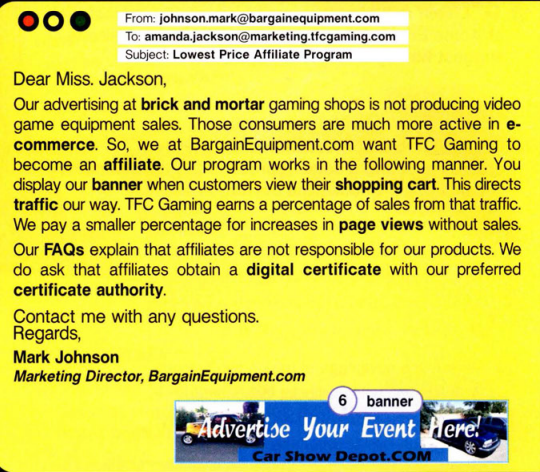 From: johnson.mark@bargainequipment.com
To: amanda.jackson@marketing.tfcgaming.com
Subject: Lowest Price Affiliate Program
Dear Miss. Jackson,
Our advertising at brick and mortar gaming shops is not producing video
game equipment sales. Those consumers are much more active in e-
commerce. So, we at BargainEquipment.com want TFC Gaming to
become an affiliate. Our program works in the following manner. You
display our banner when customers view their shopping cart. This directs
traffic our way. TFC Gaming earns a percentage of sales from that traffic.
We pay a smaller percentage for increases in page views without sales.
Our FAQs explain that affiliates are not responsible for our products. We
do ask that affiliates obtain a digital certificate with our preferred
certificate authority.
Contact me with any questions.
Regards,
Mark Johnson
Marketing Director, BargainEquipment.com
6 banner
Advertise Your Event Here!
Car Show Depot.COM